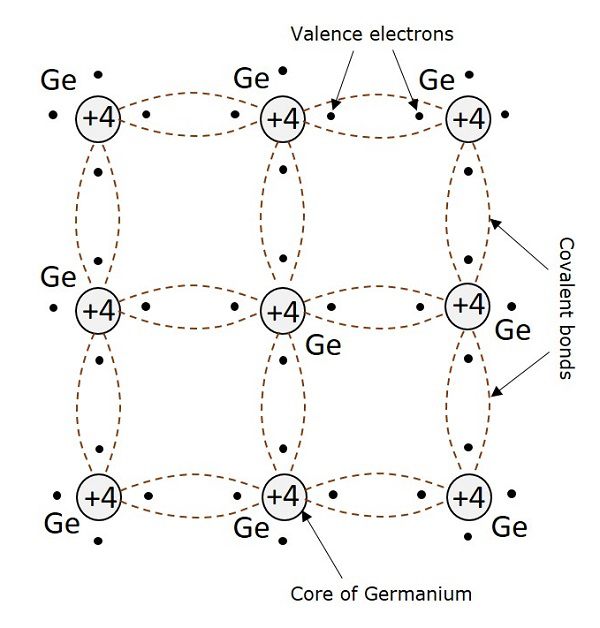 Valence electrons
Ge
Ge
Ge
+4
+4
+4
Covalent bonds
Ge
+4
+4
+4
Ge
Ge
+4
+4
+4
Ge
Ge
Ge
Core of Germanium